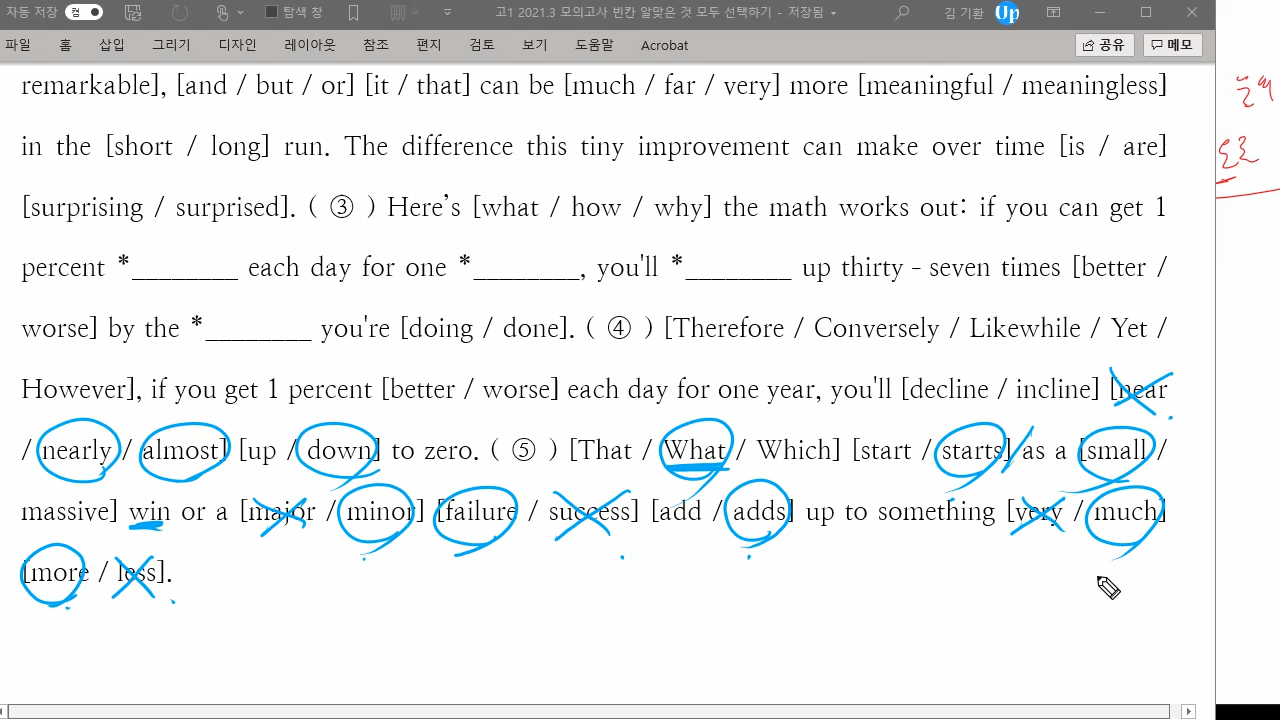 자동 저장 컴 탐색 창 고1 2021.3 모의고사 빈칸 알맞은 것 모두 선택하기 - 저장됨 김 기환 Up
파일 홈 삽입 그리기 디자인 레이아웃 참조 편지 검토 보기 도움말 Acrobat 공유 메모
remarkable], [and / but / or] [it / that] can be [much / far / very] more [meaningful / meaningless]
in the [short / long] run. The difference this tiny improvement can make over time [is / are]
[surprising / surprised]. ( ③ ) Here's [what / how / why] the math works out: if you can get 1
percent *________ each day for one *________, you'll *________ up thirty-seven times [better /
worse] by the *________ you're [doing / done]. ( ④ ) [Therefore / Conversely / Likewhile / Yet /
However], if you get 1 percent [better / worse] each day for one year, you'll [decline / incline] [near
/ nearly / almost] [up / down] to zero. ( ⑤ ) [That / What / Which] [start / starts] as a [small /
massive] win or a [major / minor] [failure / success] [add / adds] up to something [very / much]
[more / less].